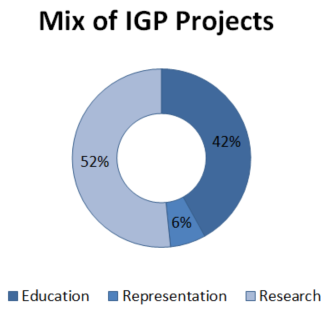 Mix of IGP Projects
42%
52%
6%
Education Representation Research